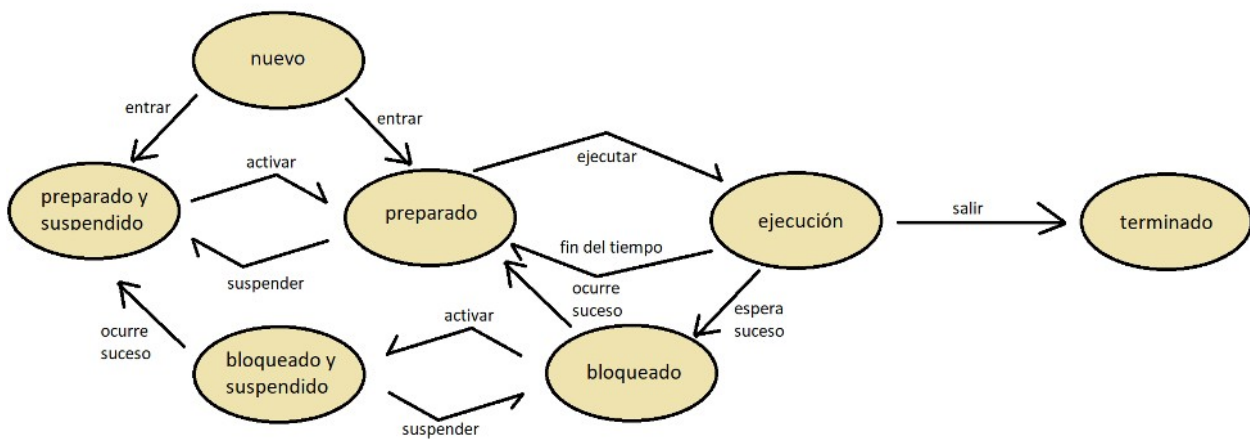 nuevo
entrar
entrar
activar
ejecutar
preparado y
suspendido
preparado
ejecución
salir
terminado
fin del tiempo
suspender
ocurre
suceso
espera
suceso
ocurre
suceso
activar
bloqueado y
suspendido
bloqueado
suspender